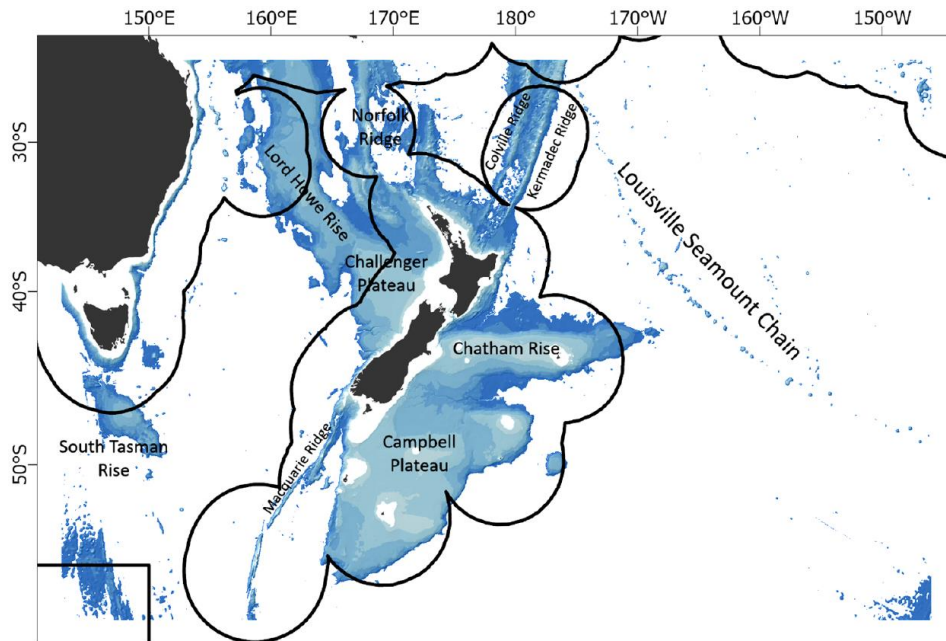 150°E 160°E 170°E 180° 170°W 160°W 150°W
30°S
40°S
50°S
Norfolk
Ridge
Colville Ridge
Kermadec Ridge
Lord Howe Rise
Louisville Seamount Chain
Challenger
Plateau
Chatham Rise
South Tasman
Rise
Macquarie Ridge
Campbell
Plateau